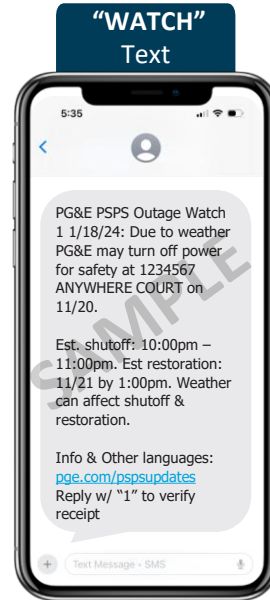 “WATCH”
Text
5:35
PG&E PSPS Outage Watch
1 1/18/24: Due to weather
PG&E may turn off power
for safety at 1234567
ANYWHERE COURT on
11/20.
Est. shutoff: 10:00pm –
11:00pm. Est restoration:
11/21 by 1:00pm. Weather
can affect shutoff &
restoration.
Info & Other languages:
pge.com/pspsupdates
Reply w/ “1” to verify
receipt
SAMPLE
Text Message • SMS